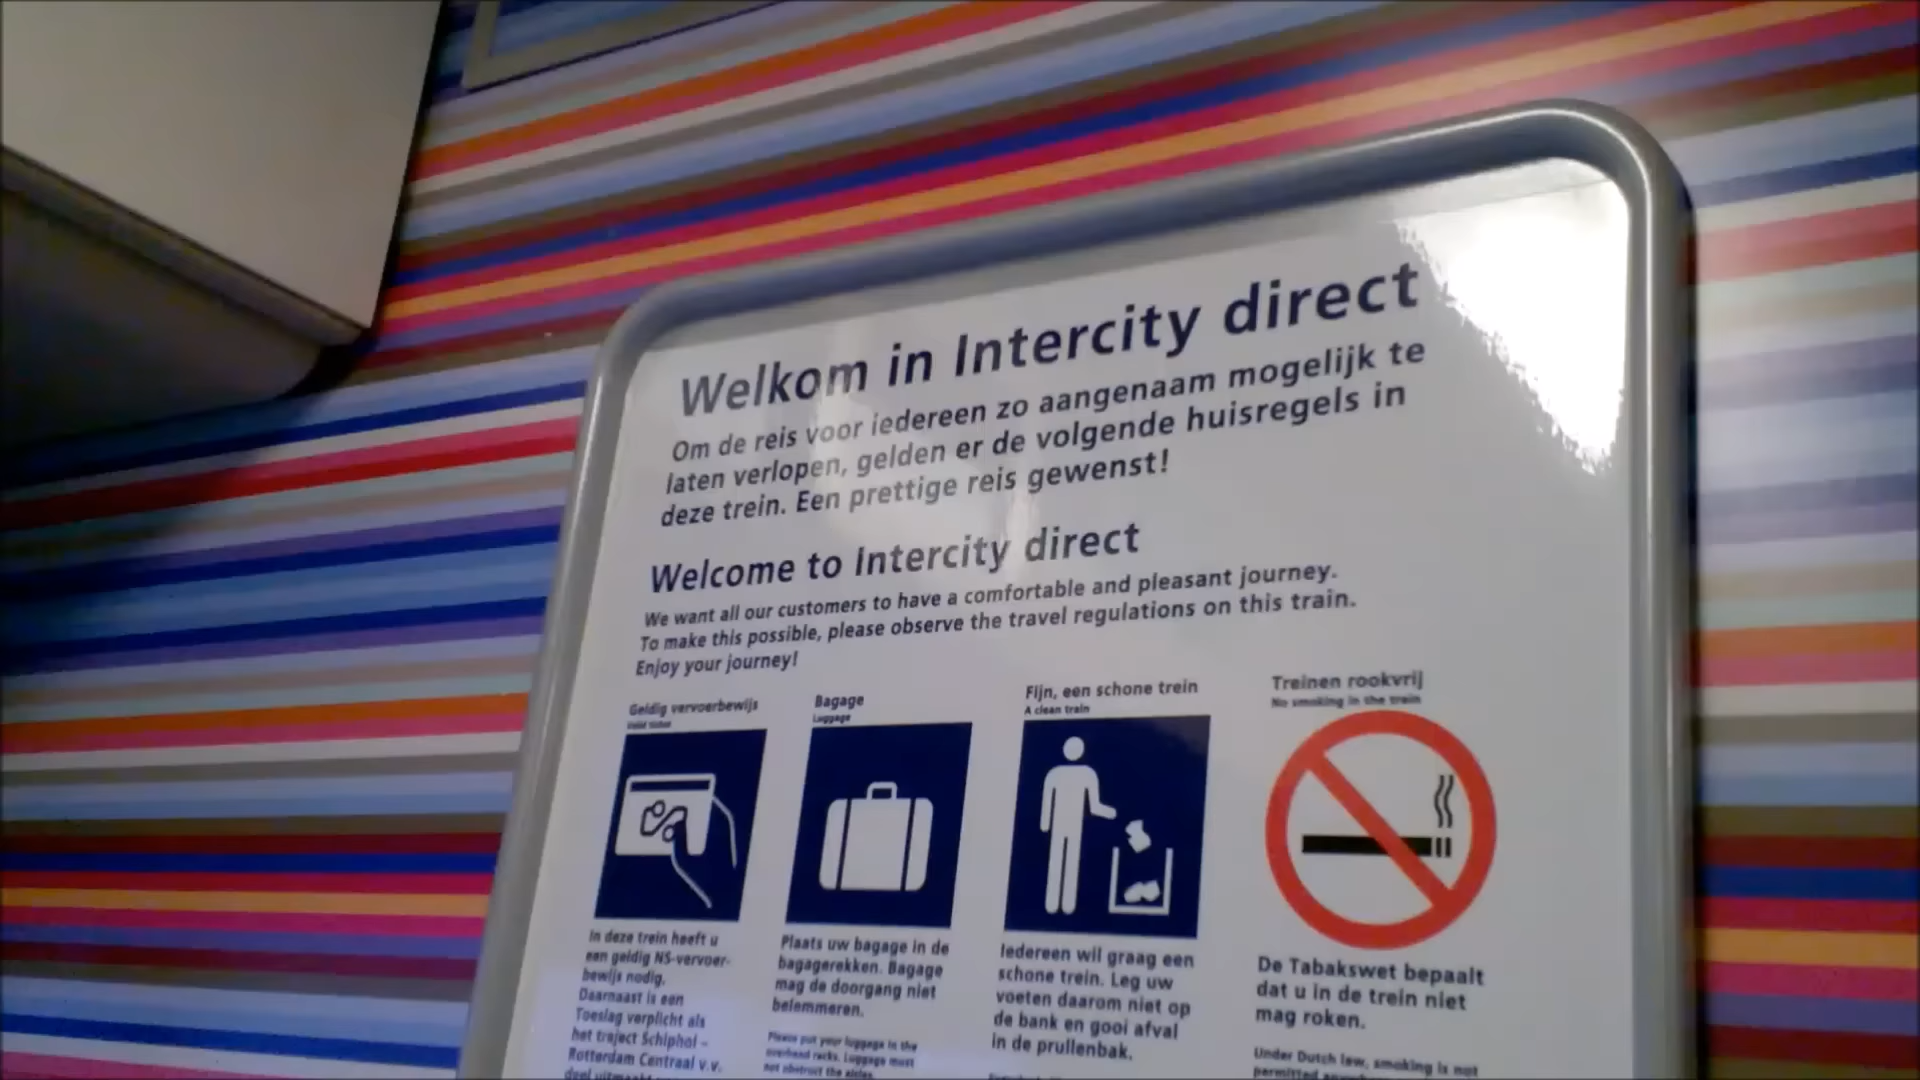 Welkom in Intercity direct
Om de reis voor iedereen zo aangenaam mogelijk te
laten verlopen, gelden er de volgende huisregels in
deze trein. Een prettige reis gewenst!
Welcome to Intercity direct
We want all our customers to have a comfortable and pleasant journey.
To make this possible, please observe the travel regulations on this train.
Enjoy your journey!
Geldig vervoerbewijs
In deze trein heeft u
een geldig NS-vervoer-
bewijs nodig.
Daarnaast is een
Toeslag verplicht als
het traject Schiphol –
Rotterdam Centraal v.v.
Bagage
Luggage
Plaats uw bagage in de
bagagerekken. Bagage
mag de doorgang niet
belemmeren.
Please put your luggage in the
overhead racks. Luggage must
not obstruct the aisles.
Fijn, een schone trein
A clean train
Iedereen wil graag een
schone trein. Leg uw
voeten daarom niet op
de bank en gooi afval
in de prullenbak.
Treinen rookvrij
No smoking in the train
De Tabakswet bepaalt
dat u in de trein niet
mag roken.
Under Dutch law, smoking is not
permitted